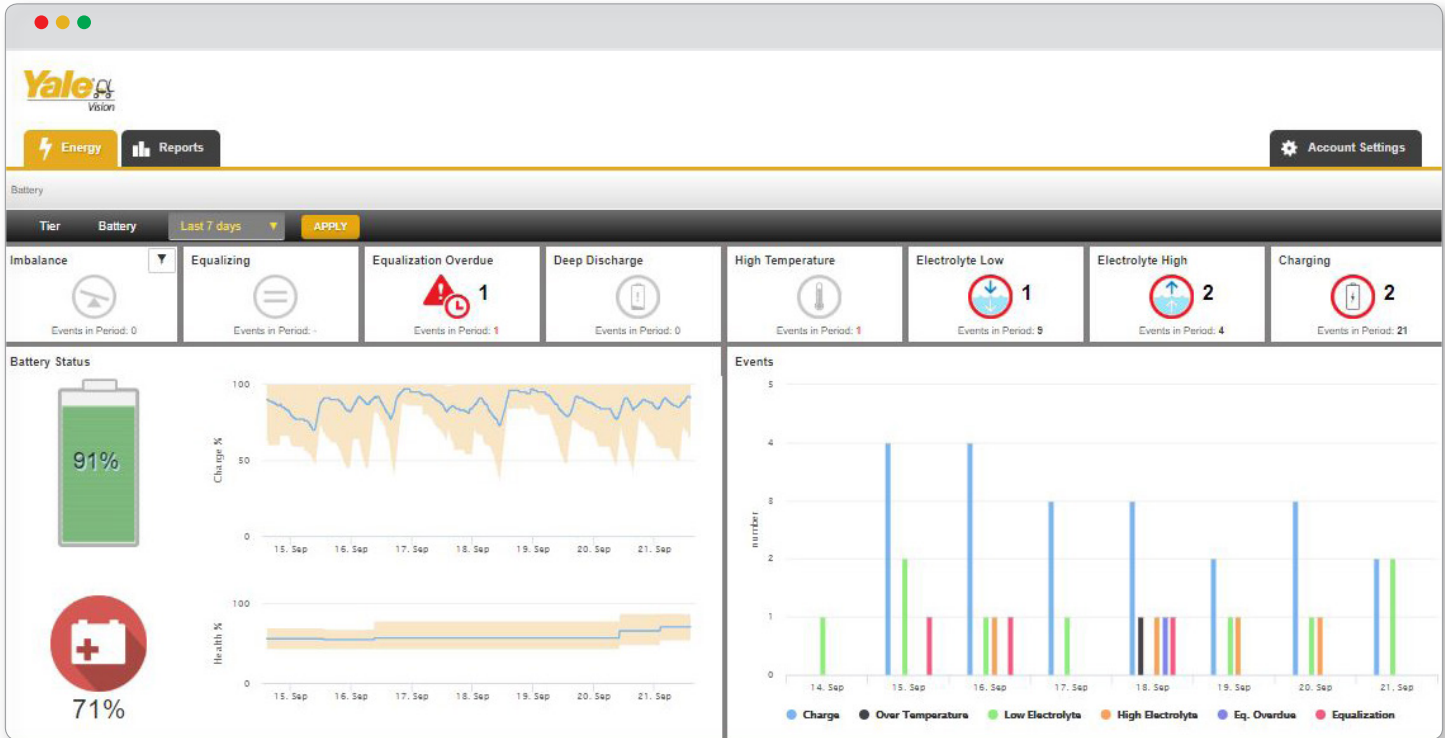 Yale
Vision
Energy
Reports
Account Settings
Battery
Tier Battery Last 7 days ▼ APPLY
Imbalance
Events in Period: 0
Equalizing
Events in Period: -
Equalization Overdue
1
Events in Period: 1
Deep Discharge
Events in Period: 0
High Temperature
Events in Period: 1
Electrolyte Low
1
Events in Period: 9
Electrolyte High
2
Events in Period: 4
Charging
2
Events in Period: 21
Battery Status
91%
Charge %
100
50
0
15. Sep 16. Sep 17. Sep 18. Sep 19. Sep 20. Sep 21. Sep
71%
Health %
100
0
15. Sep 16. Sep 17. Sep 18. Sep 19. Sep 20. Sep 21. Sep
Events
number
5
4
3
2
1
0
14. Sep 15. Sep 16. Sep 17. Sep 18. Sep 19. Sep 20. Sep 21. Sep
Charge Over Temperature Low Electrolyte High Electrolyte Eq. Overdue Equalization